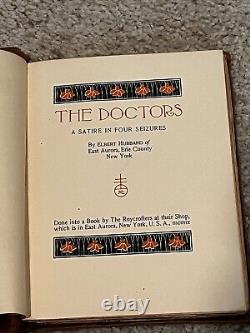 THE DOCTORS
A SATIRE IN FOUR SEIZURES
By ELBERT HUBBARD of
East Aurora, Erie County
New York
Done into a Book by The Roycrofters at their Shop,
which is in East Aurora, New York, U. S. A., mcmix